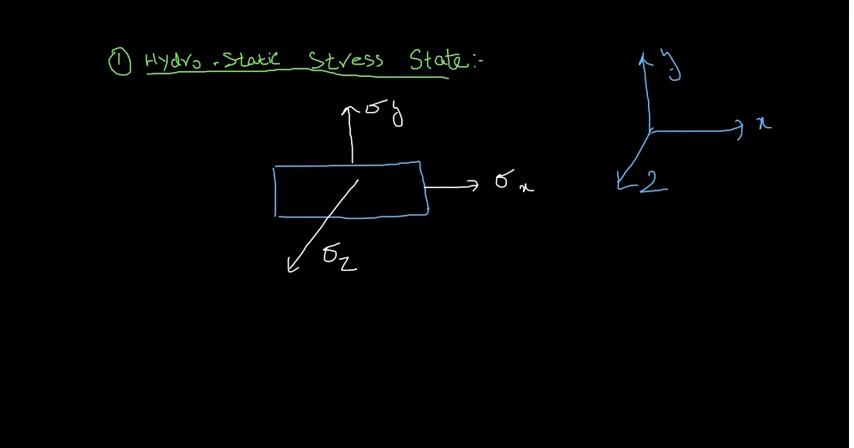 ① Hydro-Static Stress State:-
y
σy
x
σx
z
σz